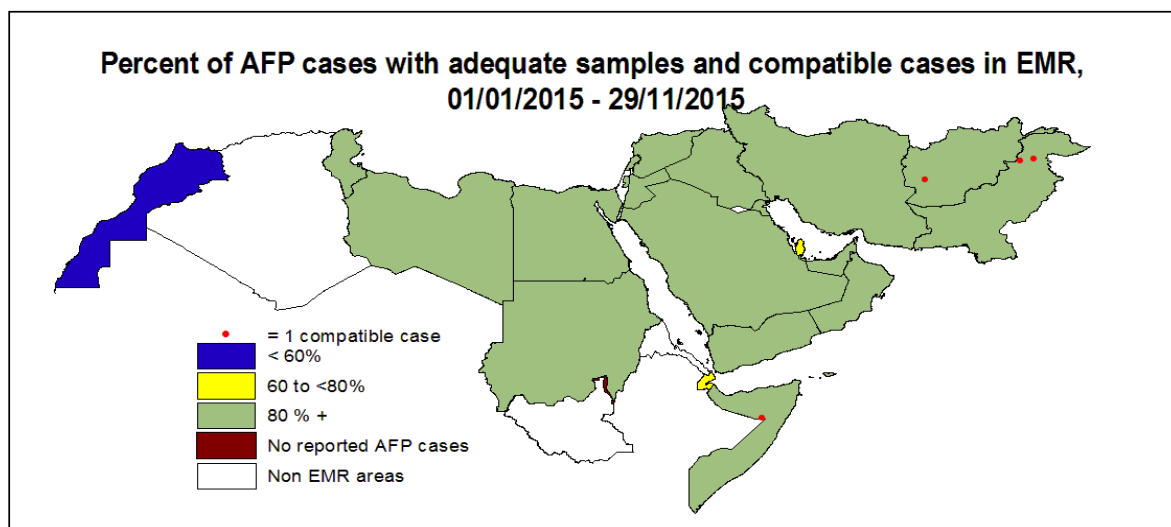 Percent of AFP cases with adequate samples and compatible cases in EMR,
01/01/2015 - 29/11/2015
= 1 compatible case
< 60%
60 to <80%
80 % +
No reported AFP cases
Non EMR areas